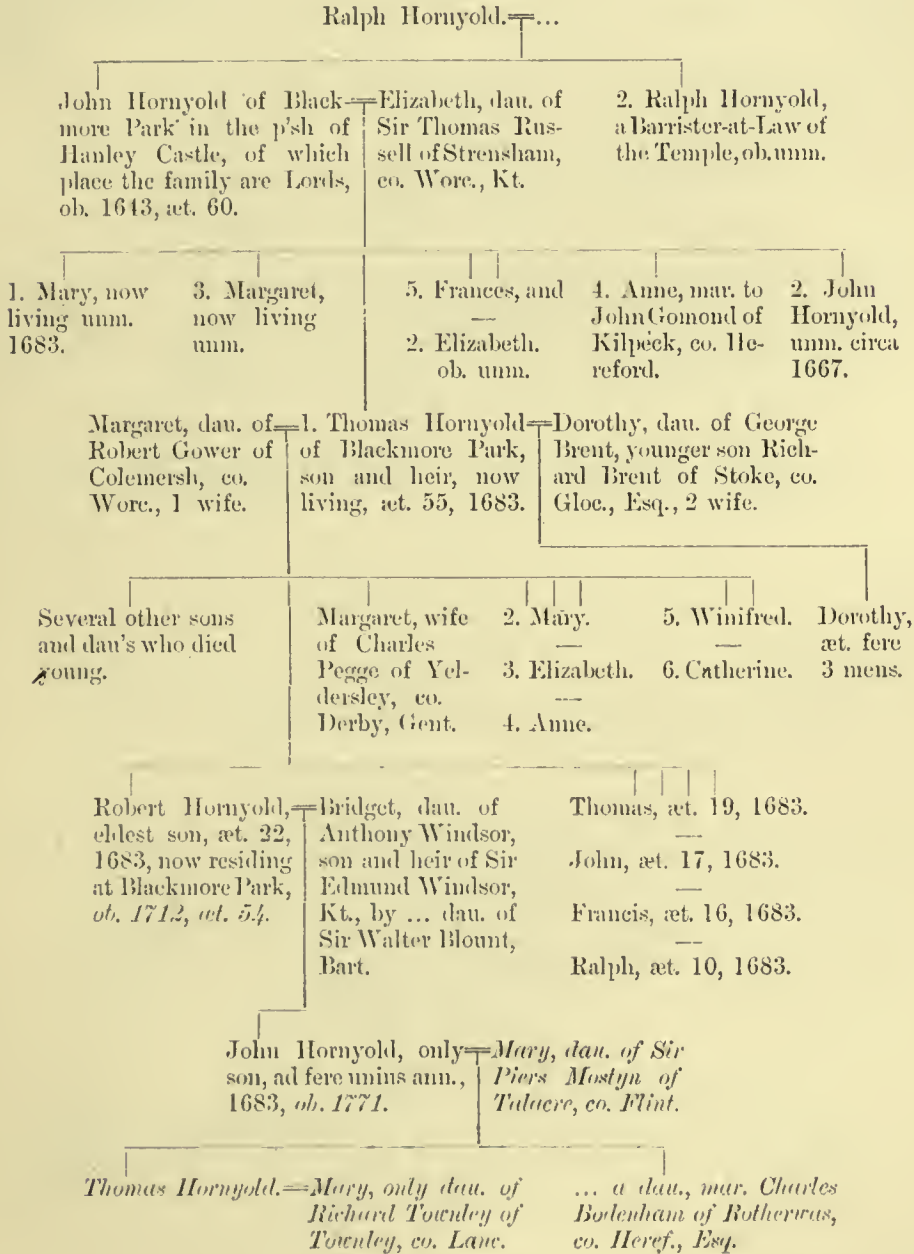 Ralph Hornyold.=...
John Hornyold of Black-
more Park in the p'sh of
Hanley Castle, of which
place the family are Lords,
ob. 1643, æt. 60.
=Elizabeth, dau. of
Sir Thomas Rus-
sell of Strensham,
co. Worc., Kt.
2. Ralph Hornyold,
a Barrister-at-Law of
the Temple, ob. unm.
1. Mary, now
living unm.
1683.
3. Margaret,
now living
unm.
5. Frances, and
—
2. Elizabeth.
ob. unm.
4. Anne, mar. to
John Gomond of
Kilpeck, co. He-
reford.
2. John
Hornyold,
unm. circa
1667.
Margaret, dau. of
Robert Gower of
Colemersh, co.
Worc., 1 wife.
=1. Thomas Hornyold
of Blackmore Park,
son and heir, now
living, æt. 55, 1683.
=Dorothy, dau. of George
Brent, younger son Rich-
ard Brent of Stoke, co.
Gloc., Esq., 2 wife.
Several other sons
and dau's who died
young.
Margaret, wife
of Charles
Pegge of Yel-
dersley, co.
Derby, Gent.
2. Mary.
—
3. Elizabeth.
—
4. Anne.
5. Winifred.
—
6. Catherine.
Dorothy,
æt. fere
3 mens.
Robert Hornyold,
eldest son, æt. 22,
1683, now residing
at Blackmore Park,
ob. 1712, æt. 54.
=Bridget, dau. of
Anthony Windsor,
son and heir of Sir
Edmund Windsor,
Kt., by ... dau. of
Sir Walter Blount,
Bart.
Thomas, æt. 19, 1683.
—
John, æt. 17, 1683.
—
Francis, æt. 16, 1683.
—
Ralph, æt. 10, 1683.
John Hornyold, only
son, ad fere unius ann.,
1683, ob. 1771.
=Mary, dau. of Sir
Piers Mostyn of
Talacre, co. Flint.
Thomas Hornyold.
=Mary, only dau. of
Richard Townley of
Townley, co. Lanc.
... a dau., mar. Charles
Bodenham of Rotherwas,
co. Heref., Esq.